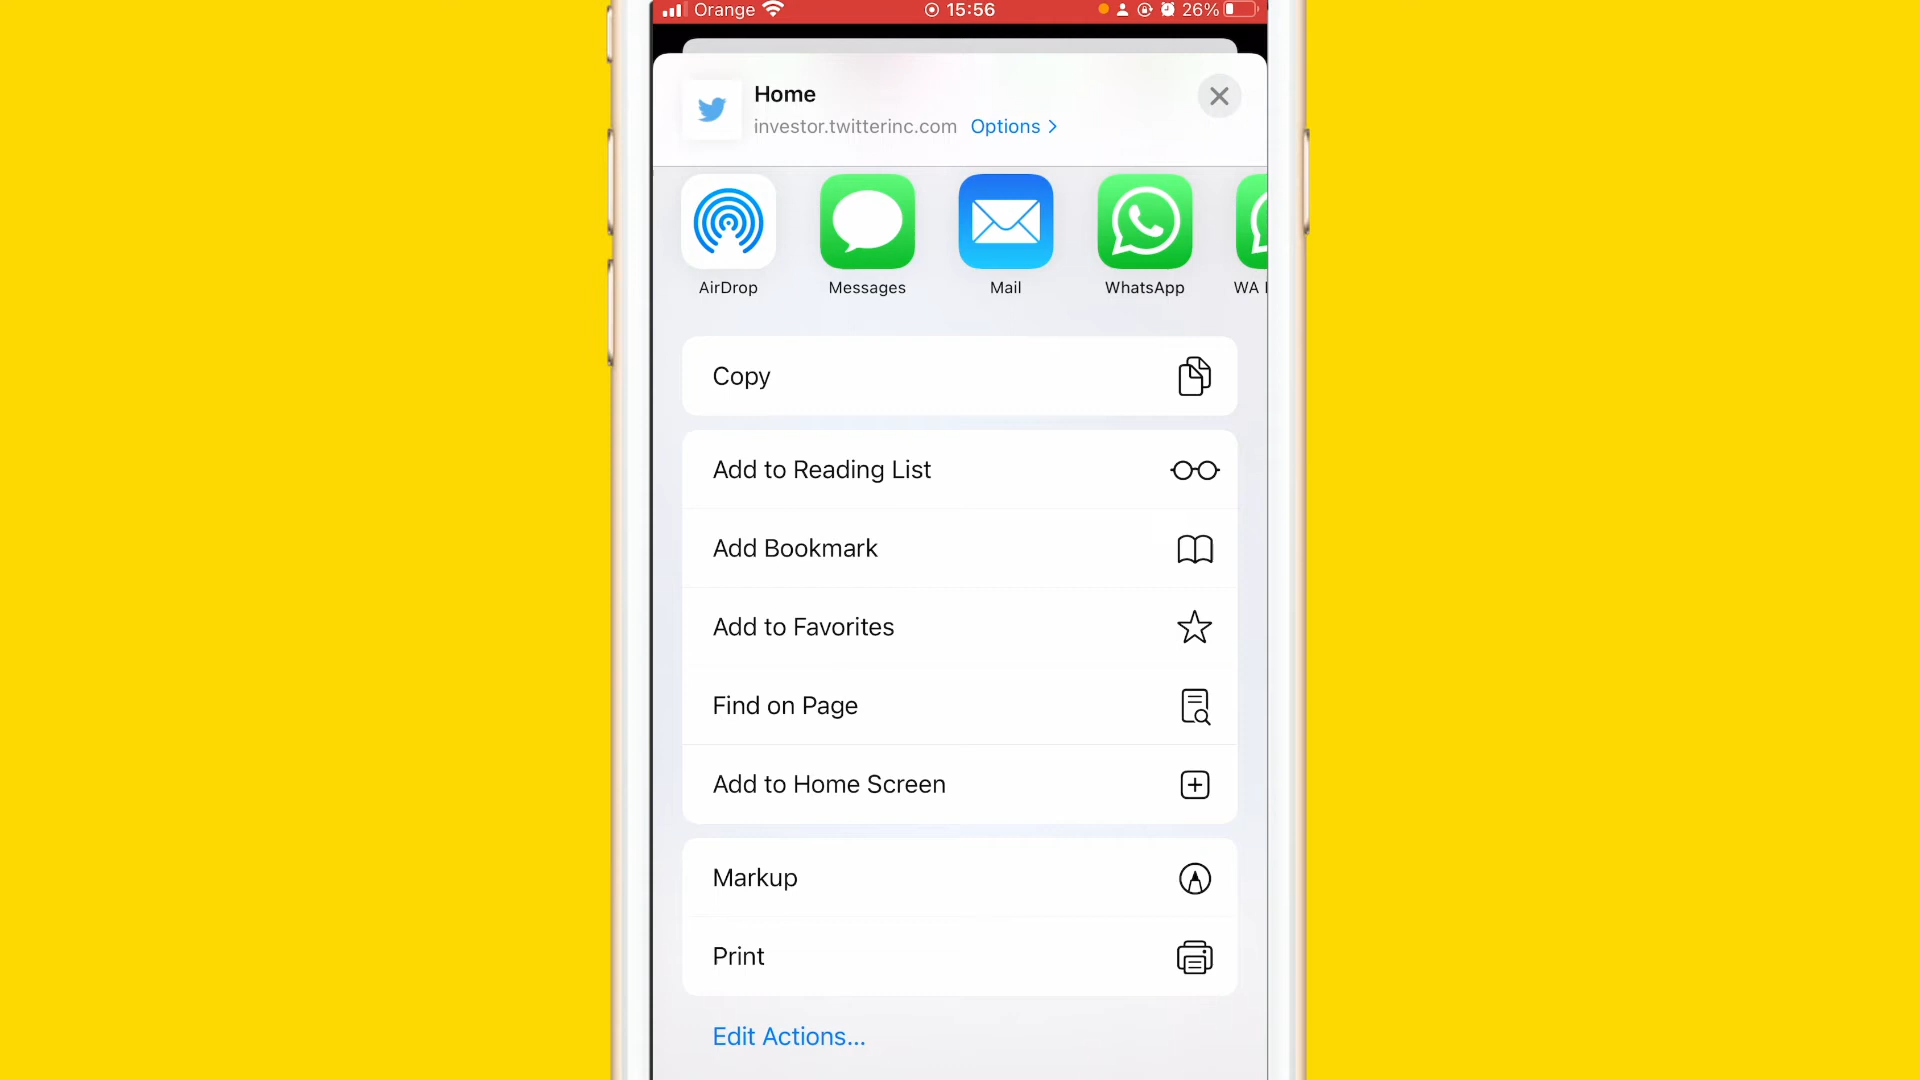 Orange 15:56 26%
Home
investor.twitterinc.com Options >
AirDrop Messages Mail WhatsApp WA
Copy
Add to Reading List
Add Bookmark
Add to Favorites
Find on Page
Add to Home Screen
Markup
Print
Edit Actions...